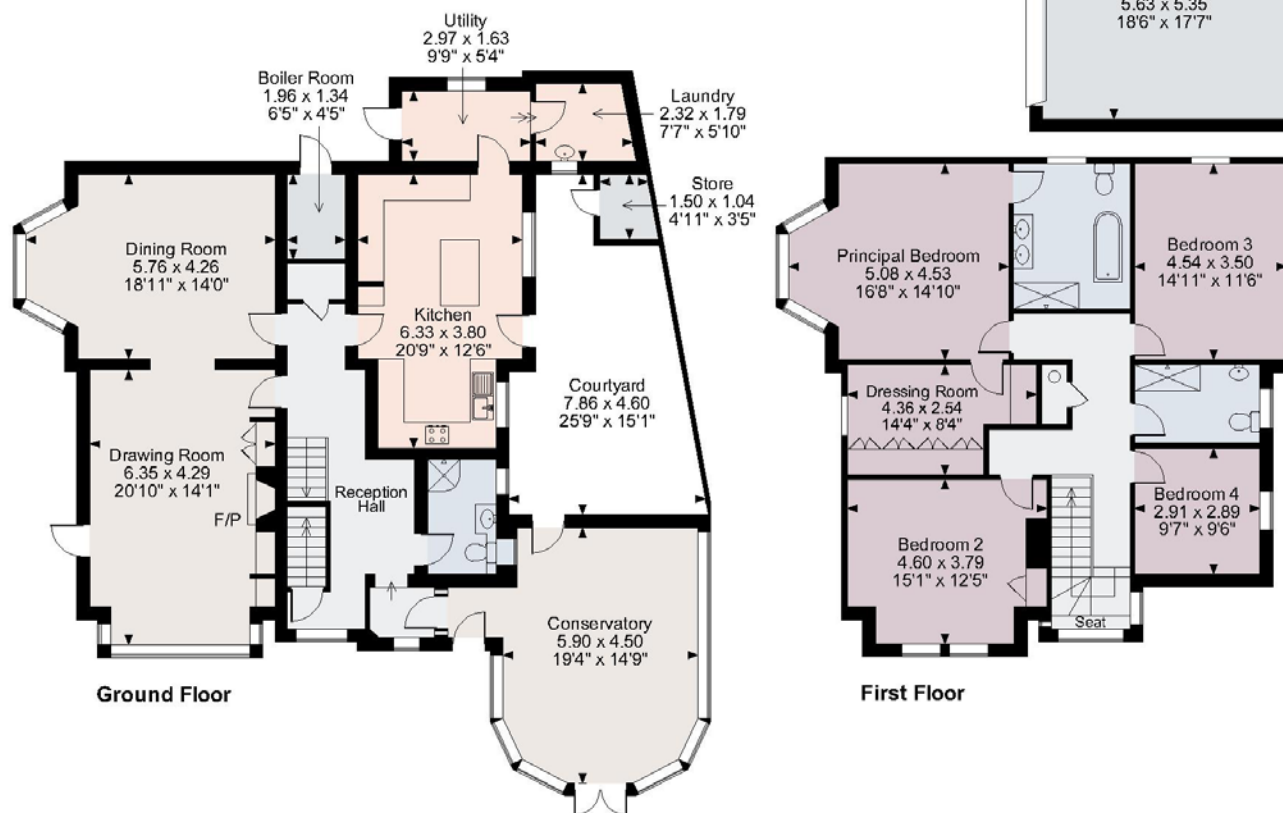 5.63 x 5.35
18'6" x 17'7"
Utility
2.97 x 1.63
9'9" x 5'4"
Boiler Room
1.96 x 1.34
6'5" x 4'5"
Laundry
2.32 x 1.79
7'7" x 5'10"
Store
1.50 x 1.04
4'11" x 3'5"
Dining Room
5.76 x 4.26
18'11" x 14'0"
Kitchen
6.33 x 3.80
20'9" x 12'6"
Courtyard
7.86 x 4.60
25'9" x 15'1"
Drawing Room
6.35 x 4.29
20'10" x 14'1"
F/P
Reception
Hall
Conservatory
5.90 x 4.50
19'4" x 14'9"
Ground Floor
Principal Bedroom
5.08 x 4.53
16'8" x 14'10"
Bedroom 3
4.54 x 3.50
14'11" x 11'6"
Dressing Room
4.36 x 2.54
14'4" x 8'4"
Bedroom 4
2.91 x 2.89
9'7" x 9'6"
Bedroom 2
4.60 x 3.79
15'1" x 12'5"
Seat
First Floor